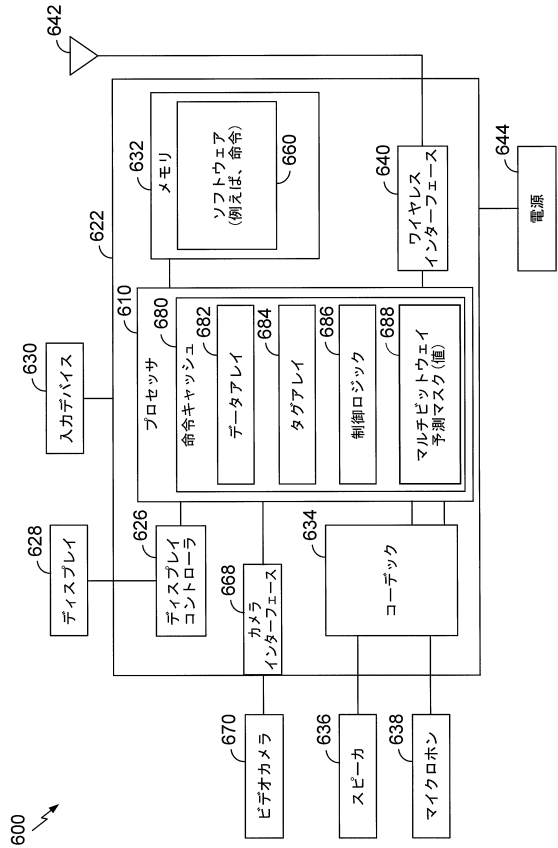 600
628
ディスプレイ
630
入力デバイス
642
622
626
ディスプレイ
コントローラ
610
プロセッサ
680
命令キャッシュ
682
データアレイ
684
タグアレイ
686
制御ロジック
688
マルチビットウェイ
予測マスク(値)
632
メモリ
ソフトウェア
(例えば、命令)
660
670
ビデオカメラ
668
カメラ
インターフェース
636
スピーカ
638
マイクロホン
634
コーデック
640
ワイヤレス
インターフェース
644
電源